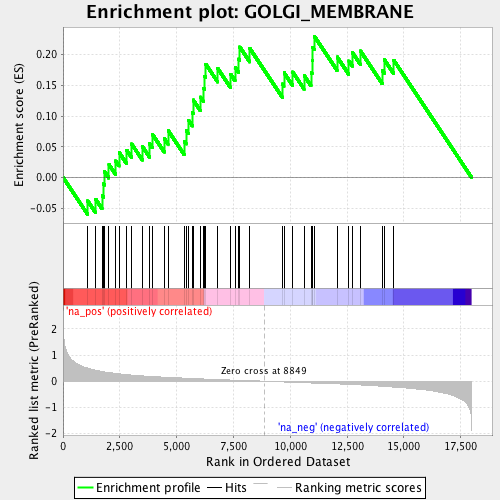 Enrichment plot: GOLGI_MEMBRANE
Enrichment score (ES)
0.20
0.15
0.10
0.05
0.00
-0.05
'na_pos' (positively correlated)
Ranked list metric (PreRanked)
2
1
0
-1
-2
Zero cross at 8849
'na_neg' (negatively correlated)
0
2,500
5,000
7,500
10,000
12,500
15,000
17,500
Rank in Ordered Dataset
Enrichment profile
Hits
Ranking metric scores